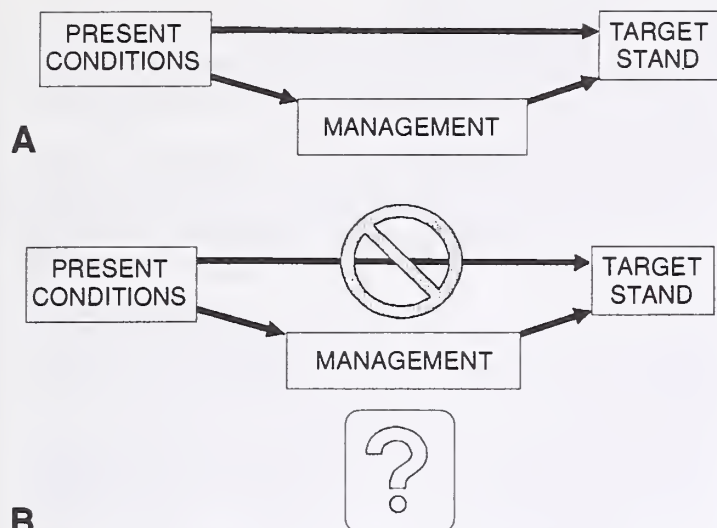 PRESENT
CONDITIONS
TARGET
STAND
MANAGEMENT
A
PRESENT
CONDITIONS
TARGET
STAND
MANAGEMENT
?
B